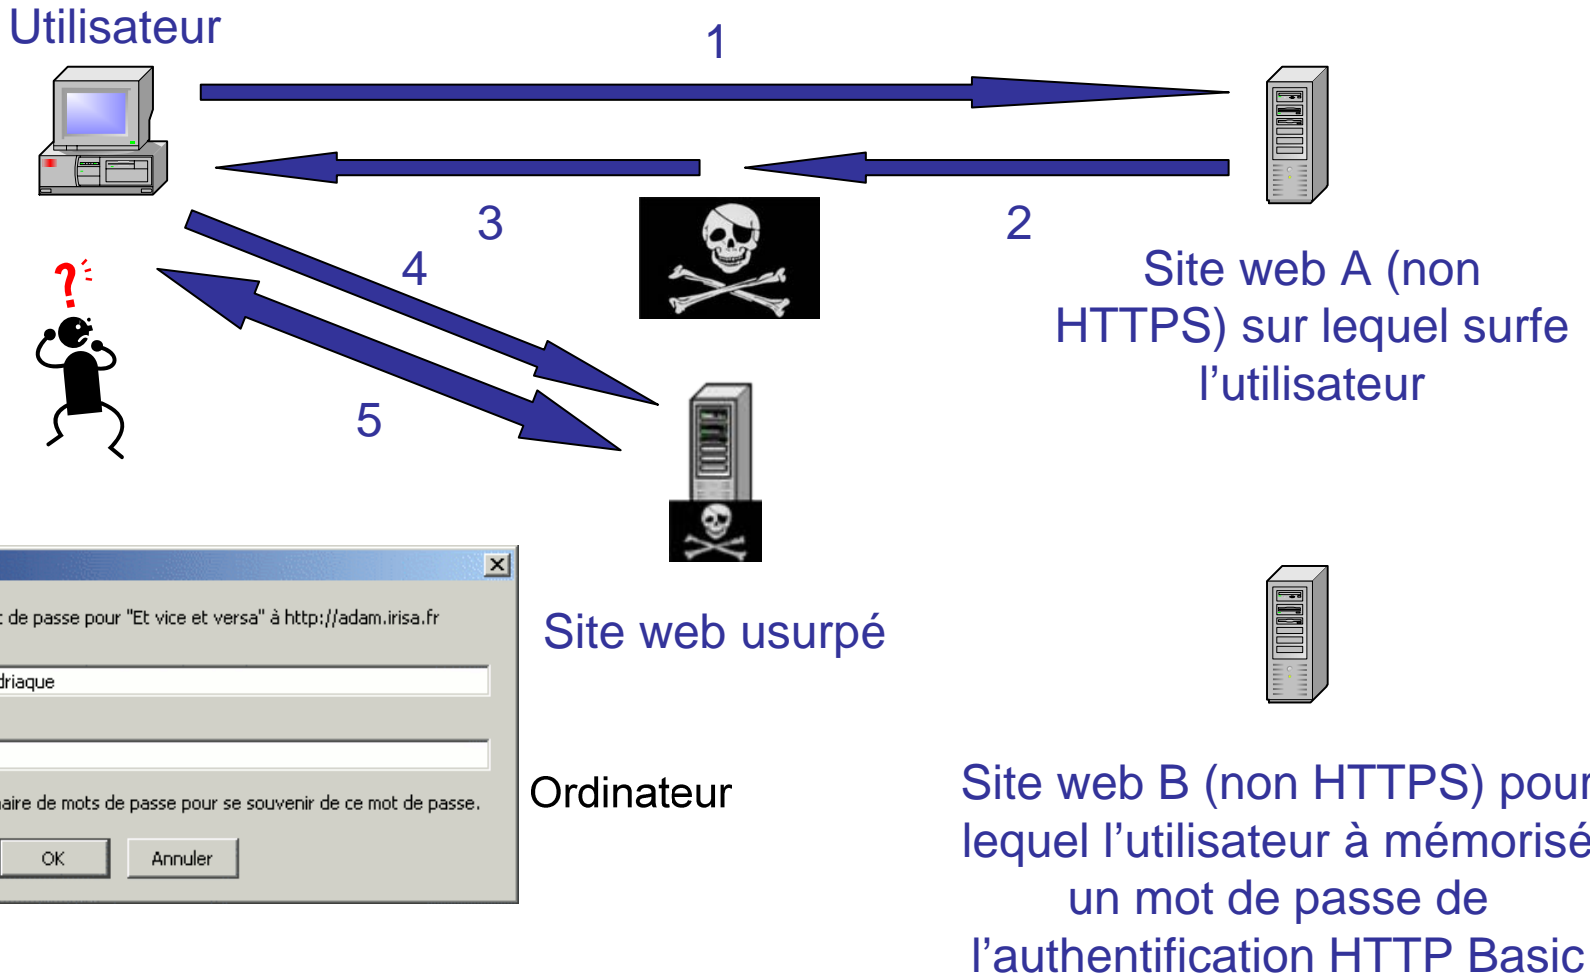 Utilisateur
1
3
2
4
Site web A (non
HTTPS) sur lequel surfe
l’utilisateur
5
de passe pour "Et vice et versa" à http://adam.irisa.fr
Site web usurpé
driaque
Ordinateur
naire de mots de passe pour se souvenir de ce mot de passe.
OK
Annuler
Site web B (non HTTPS) pour
lequel l’utilisateur à mémorisé
un mot de passe de
l’authentification HTTP Basic